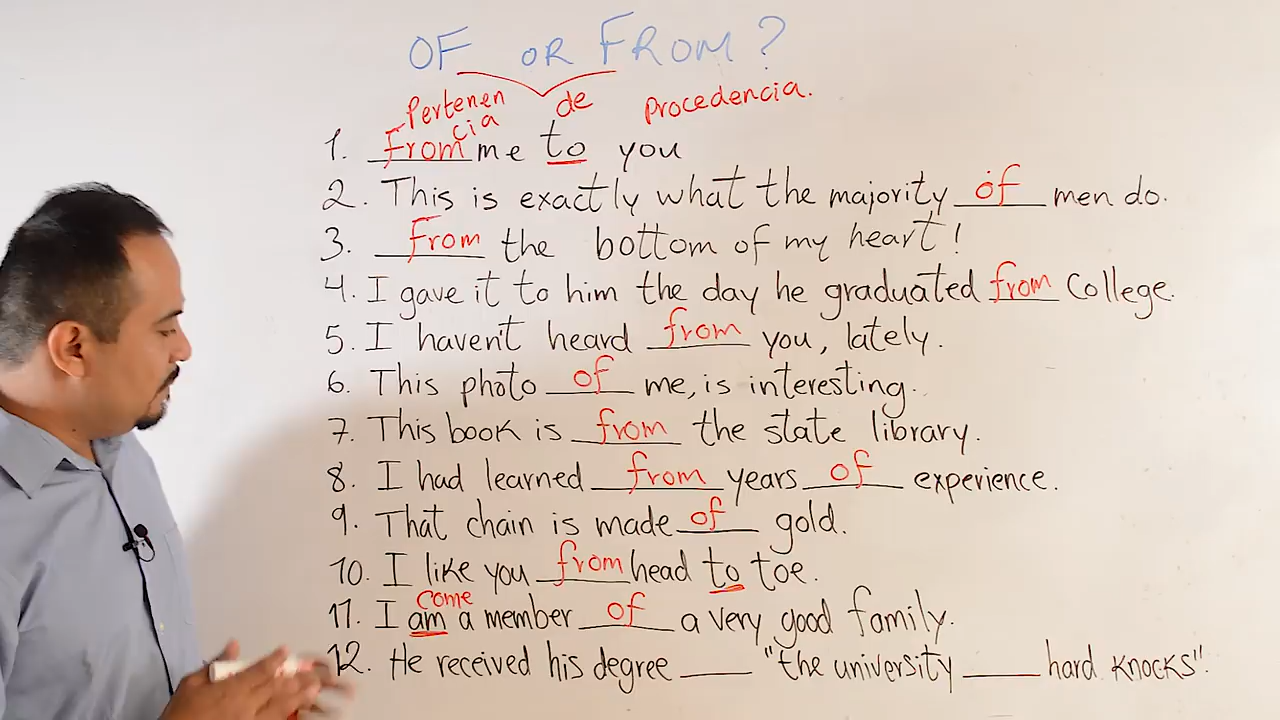 OF OR FROM?
Pertenencia de Procedencia.
1. From me to you
2. This is exactly what the majority of men do.
3. From the bottom of my heart!
4. I gave it to him the day he graduated from College.
5. I haven't heard from you, lately.
6. This photo of me, is interesting.
7. This book is from the state library.
8. I had learned from years of experience.
9. That chain is made of gold.
10. I like you from head to toe.
come
11. I am a member of a very good family.
12. He received his degree ____ "the university ____ hard knocks".